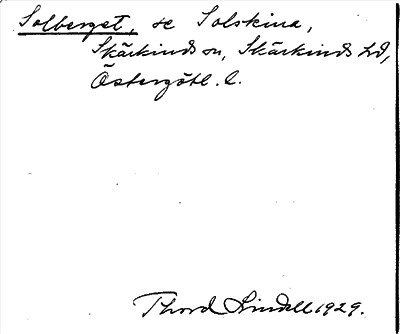 Solberget, se Solskina,
Skärkinds sn, Skärkinds hd,
Östergötl. l.
Thord Lindell 1929.